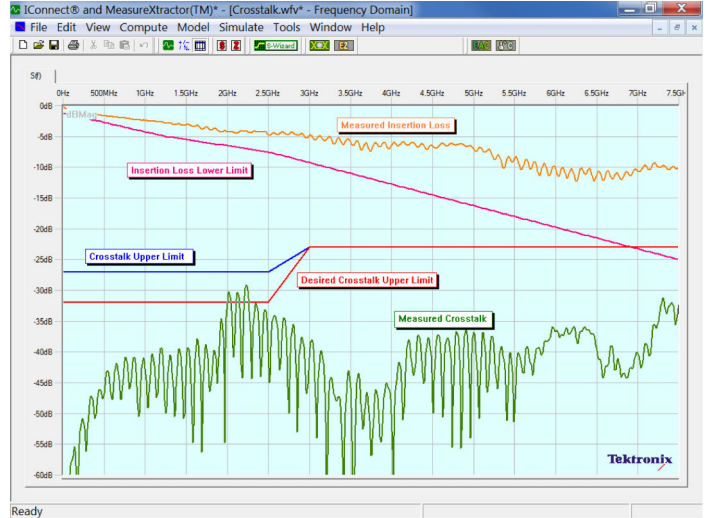 IConnect® and MeasureXtractor(TM)* - [Crosstalk.wfv* - Frequency Domain]
File Edit View Compute Model Simulate Tools Window Help
S-Wizard EZ
S(f)
0Hz 500MHz 1GHz 1.5GHz 2GHz 2.5GHz 3GHz 3.5GHz 4GHz 4.5GHz 5GHz 5.5GHz 6GHz 6.5GHz 7GHz 7.5GH
0dB
dBMag
Measured Insertion Loss
-5dB
-10dB
Insertion Loss Lower Limit
-15dB
-20dB
Crosstalk Upper Limit
-25dB
Desired Crosstalk Upper Limit
-30dB
Measured Crosstalk
-35dB
-40dB
-45dB
-50dB
-55dB
Tektronix
-60dB
Ready